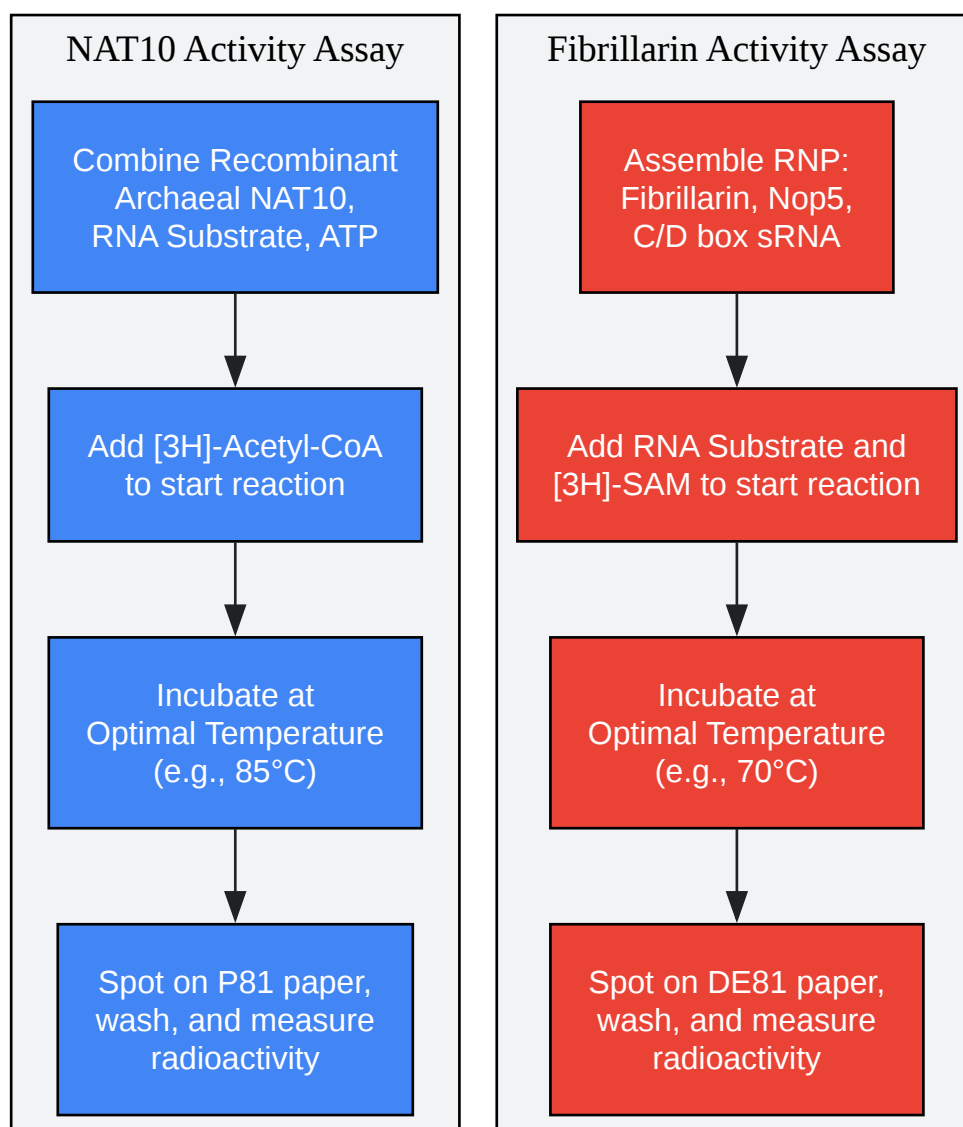 NAT10 Activity Assay
Combine Recombinant
Archaeal NAT10,
RNA Substrate, ATP
Add [3H]-Acetyl-CoA
to start reaction
Incubate at
Optimal Temperature
(e.g., 85°C)
Spot on P81 paper,
wash, and measure
radioactivity
Fibrillarin Activity Assay
Assemble RNP:
Fibrillarin, Nop5,
C/D box sRNA
Add RNA Substrate and
[3H]-SAM to start reaction
Incubate at
Optimal Temperature
(e.g., 70°C)
Spot on DE81 paper,
wash, and measure
radioactivity